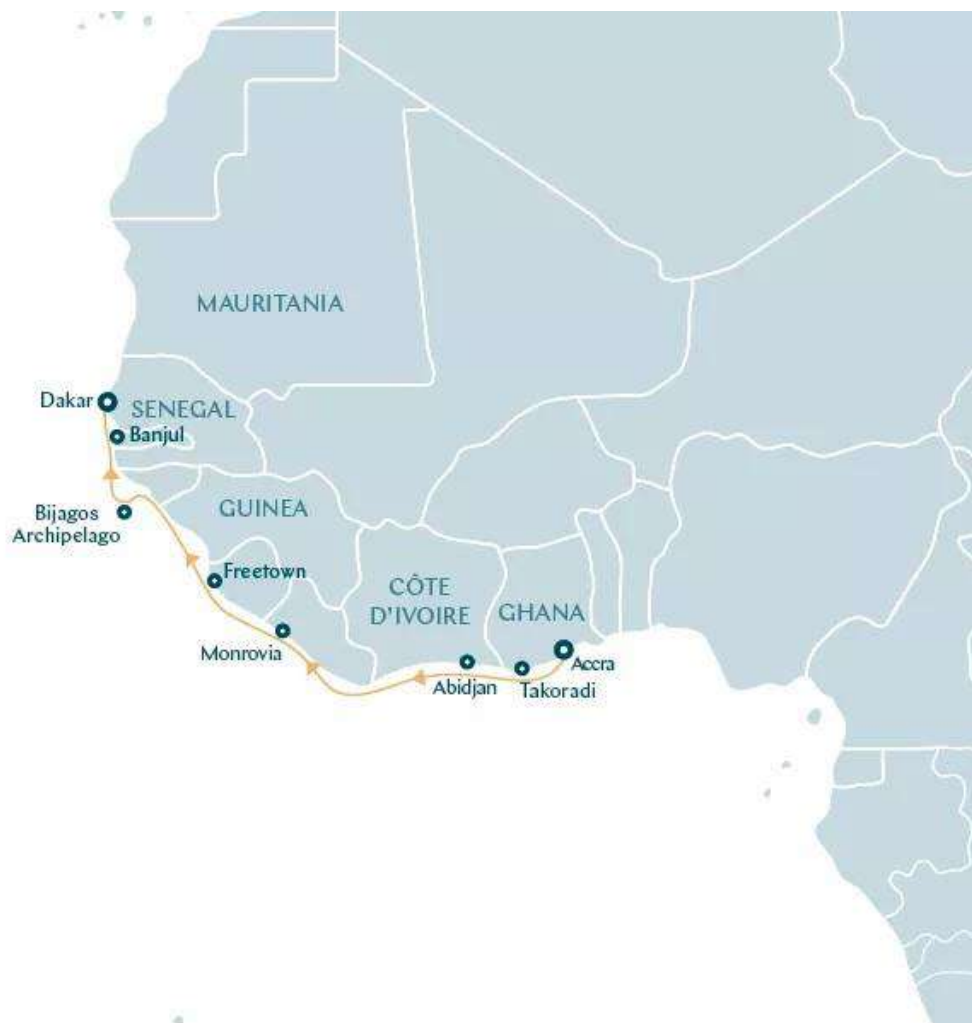 MAURITANIA
Dakar
SENEGAL
Banjul
GUINEA
Bijagos
Archipelago
Freetown
CÔTE
D'IVOIRE
GHANA
Monrovia
Accra
Abidjan
Takoradi